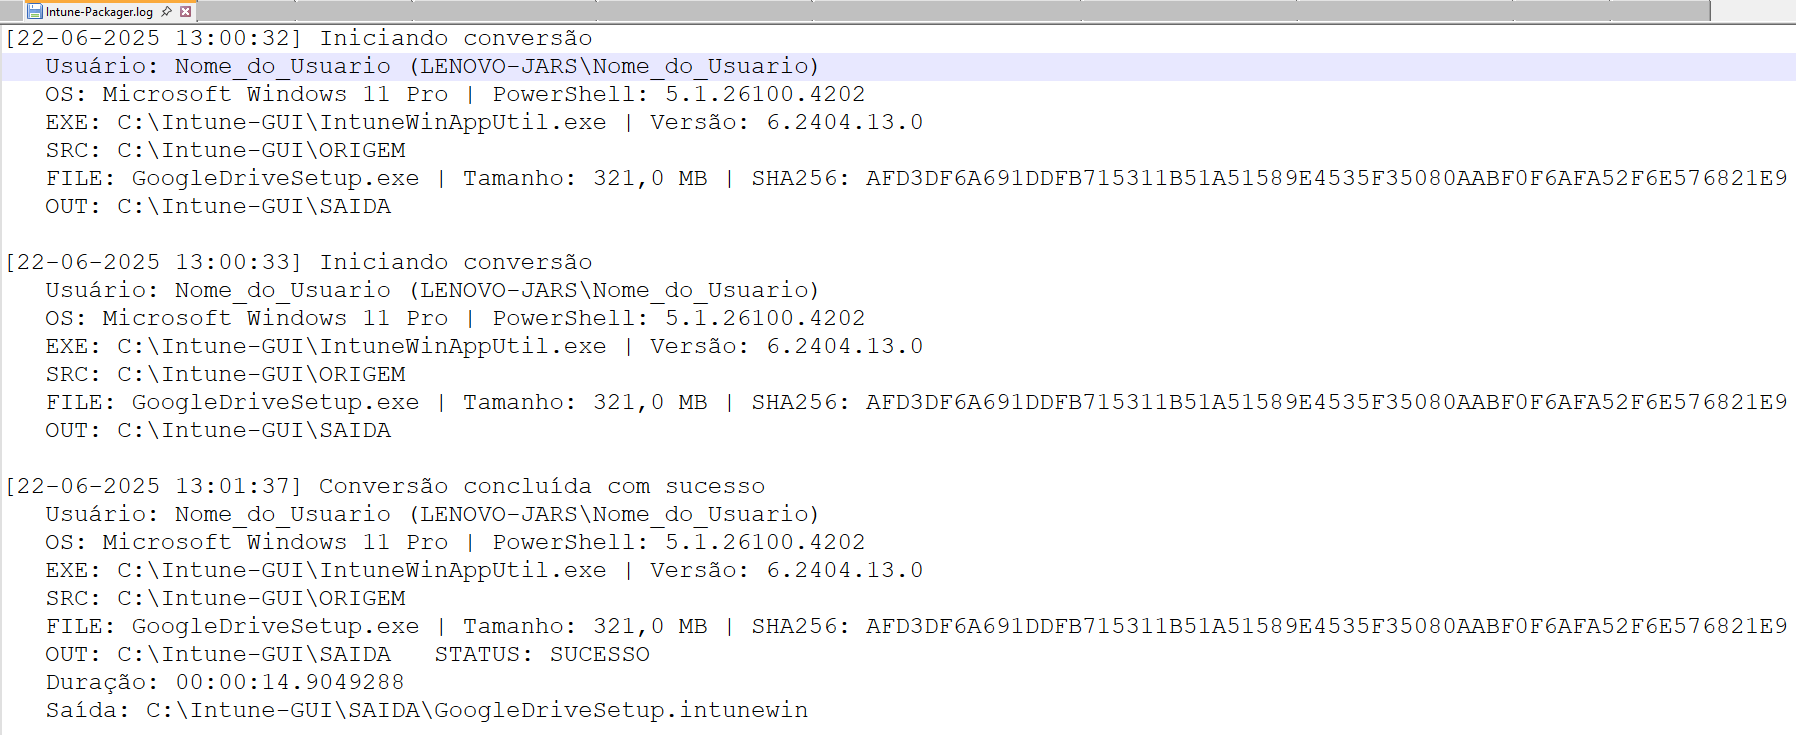 Intune-Packager.log
[22-06-2025 13:00:32] Iniciando conversão
Usuário: Nome_do_Usuario (LENOVO-JARS\Nome_do_Usuario)
OS: Microsoft Windows 11 Pro | PowerShell: 5.1.26100.4202
EXE: C:\Intune-GUI\IntuneWinAppUtil.exe | Versão: 6.2404.13.0
SRC: C:\Intune-GUI\ORIGEM
FILE: GoogleDriveSetup.exe | Tamanho: 321,0 MB | SHA256: AFD3DF6A691DDFB715311B51A51589E4535F35080AABF0F6AFA52F6E576821E9
OUT: C:\Intune-GUI\SAIDA
[22-06-2025 13:00:33] Iniciando conversão
Usuário: Nome_do_Usuario (LENOVO-JARS\Nome_do_Usuario)
OS: Microsoft Windows 11 Pro | PowerShell: 5.1.26100.4202
EXE: C:\Intune-GUI\IntuneWinAppUtil.exe | Versão: 6.2404.13.0
SRC: C:\Intune-GUI\ORIGEM
FILE: GoogleDriveSetup.exe | Tamanho: 321,0 MB | SHA256: AFD3DF6A691DDFB715311B51A51589E4535F35080AABF0F6AFA52F6E576821E9
OUT: C:\Intune-GUI\SAIDA
[22-06-2025 13:01:37] Conversão concluída com sucesso
Usuário: Nome_do_Usuario (LENOVO-JARS\Nome_do_Usuario)
OS: Microsoft Windows 11 Pro | PowerShell: 5.1.26100.4202
EXE: C:\Intune-GUI\IntuneWinAppUtil.exe | Versão: 6.2404.13.0
SRC: C:\Intune-GUI\ORIGEM
FILE: GoogleDriveSetup.exe | Tamanho: 321,0 MB | SHA256: AFD3DF6A691DDFB715311B51A51589E4535F35080AABF0F6AFA52F6E576821E9
OUT: C:\Intune-GUI\SAIDA   STATUS: SUCESSO
Duração: 00:00:14.9049288
Saída: C:\Intune-GUI\SAIDA\GoogleDriveSetup.intunewin